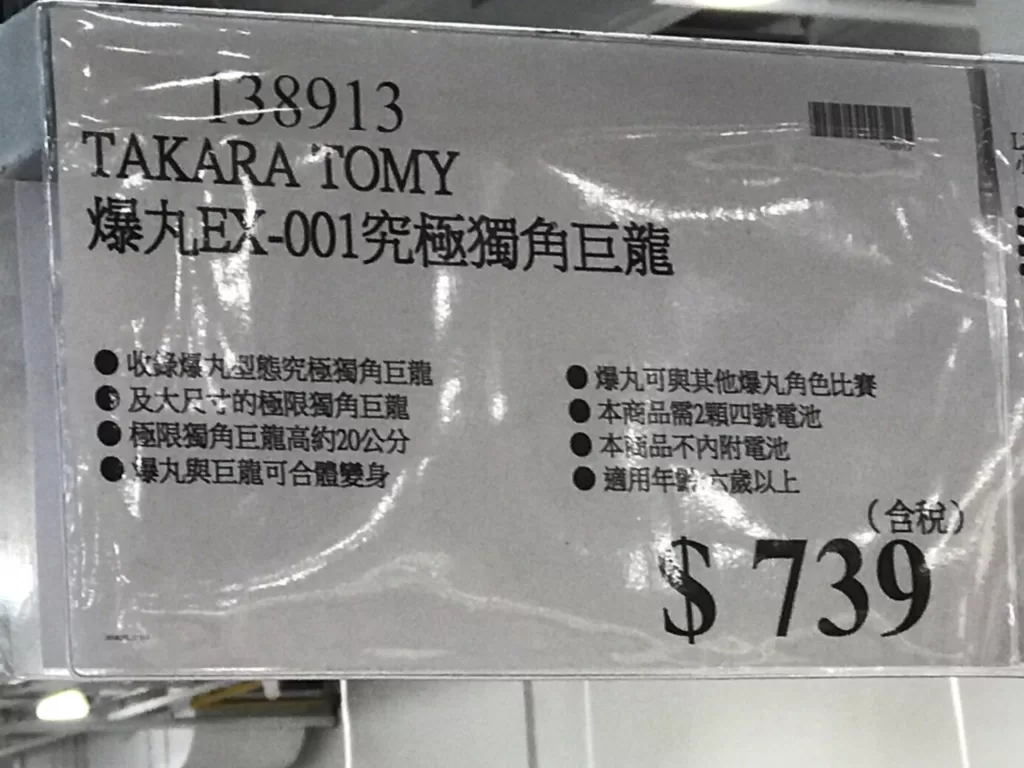 138913
TAKARA TOMY
爆丸EX-001究極獨角巨龍
● 收錄爆丸型態究極獨角巨龍
● 及大尺寸的極限獨角巨龍
● 極限獨角巨龍高約20公分
● 爆丸與巨龍可合體變身
● 爆丸可與其他爆丸角色比賽
● 本商品需2顆四號電池
● 本商品不內附電池
● 適用年齡:六歲以上
（含稅）
$ 739